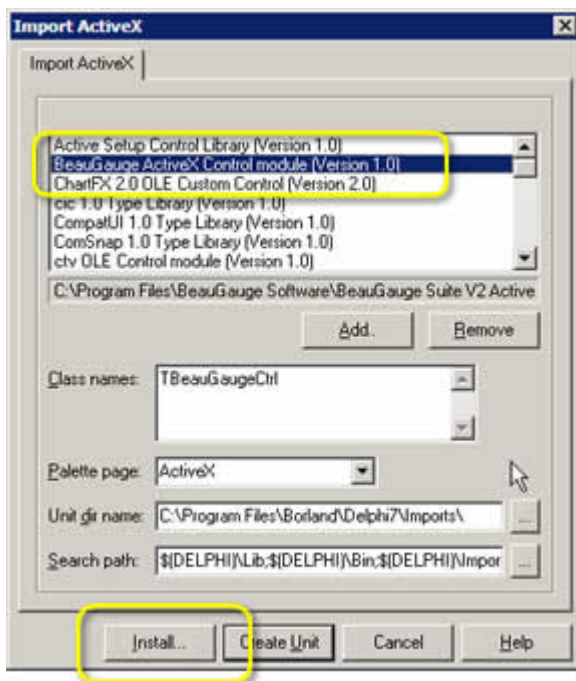 Import ActiveX
Import ActiveX
Active Setup Control Library (Version 1.0)
BeauGauge ActiveX Control module (Version 1.0)
ChartFX 2.0 OLE Custom Control (Version 2.0)
cic 1.0 Type Library (Version 1.0)
CompatUI 1.0 Type Library (Version 1.0)
ComSnap 1.0 Type Library (Version 1.0)
ctv OLE Control module (Version 1.0)
C:\Program Files\BeauGauge Software\BeauGauge Suite V2 Active
Add.. Remove
Class names: TBeauGaugeCtrl
Palette page: ActiveX
Unit dir name: C:\Program Files\Borland\Delphi7\Imports\ ...
Search path: $(DELPHI)\Lib;$(DELPHI)\Bin;$(DELPHI)\Impor ...
Install... Create Unit Cancel Help